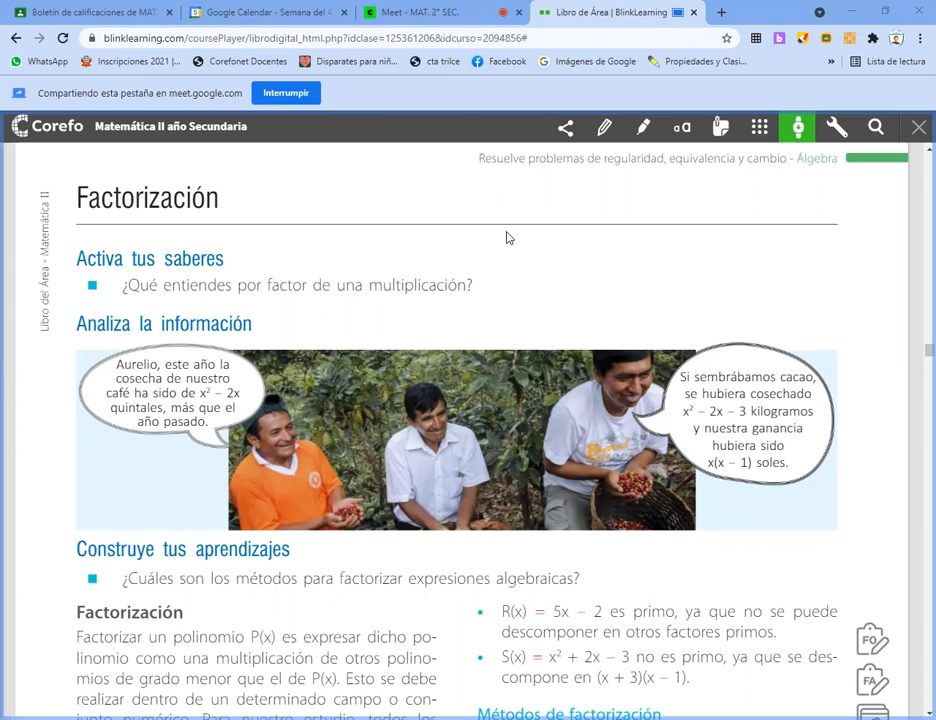 Boletín de calificaciones de MAT
Google Calendar - Semana del 4
Meet - MAT. 2° SEC.
Libro de Área | BlinkLearning
blinklearning.com/coursePlayer/librodigital_html.php?idclase=125361206&idcurso=2094856#
WhatsApp
Inscripciones 2021 |...
Corefonet Docentes
Disparates para niñ...
cta trilce
Facebook
Imágenes de Google
Propiedades y Clasi...
»
Lista de lectura
Compartiendo esta pestaña en meet.google.com
Interrumpir
Corefo
Matemática II año Secundaria
aA
Resuelve problemas de regularidad, equivalencia y cambio - Álgebra
Libro del Área - Matemática II
Factorización
Activa tus saberes
¿Qué entiendes por factor de una multiplicación?
Analiza la información
Aurelio, este año la
cosecha de nuestro
café ha sido de x² – 2x
quintales, más que el
año pasado.
Si sembrábamos cacao,
se hubiera cosechado
x² – 2x – 3 kilogramos
y nuestra ganancia
hubiera sido
x(x – 1) soles.
Construye tus aprendizajes
¿Cuáles son los métodos para factorizar expresiones algebraicas?
Factorización
Factorizar un polinomio P(x) es expresar dicho po-
linomio como una multiplicación de otros polino-
mios de grado menor que el de P(x). Esto se debe
realizar dentro de un determinado campo o con-
junto numérico. Para nuestro estudio, todos los
• R(x) = 5x – 2 es primo, ya que no se puede
descomponer en otros factores primos.
• S(x) = x² + 2x – 3 no es primo, ya que se des-
compone en (x + 3)(x – 1).
Métodos de factorización
FO
FA